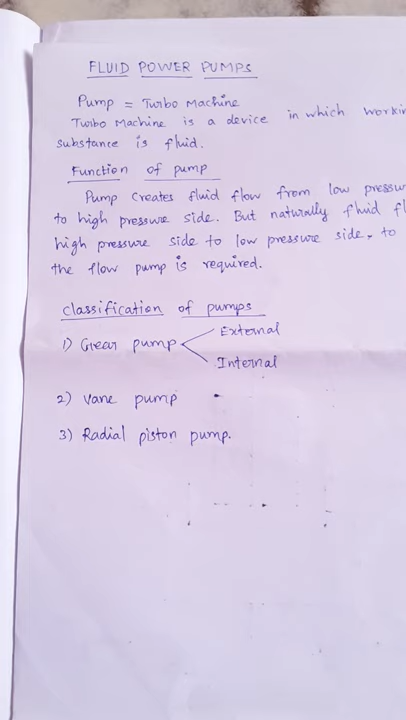 FLUID POWER PUMPS
Pump = Turbo Machine
Turbo Machine is a device in which workin
substance is fluid.
Function of pump
Pump Creates fluid flow from low pressu
to high pressure side. But naturally fluid fl
high pressure side to low pressure side, to
the flow pump is required.
Classification of pumps
1) Gear pump External
Internal
2) Vane pump
3) Radial piston pump.